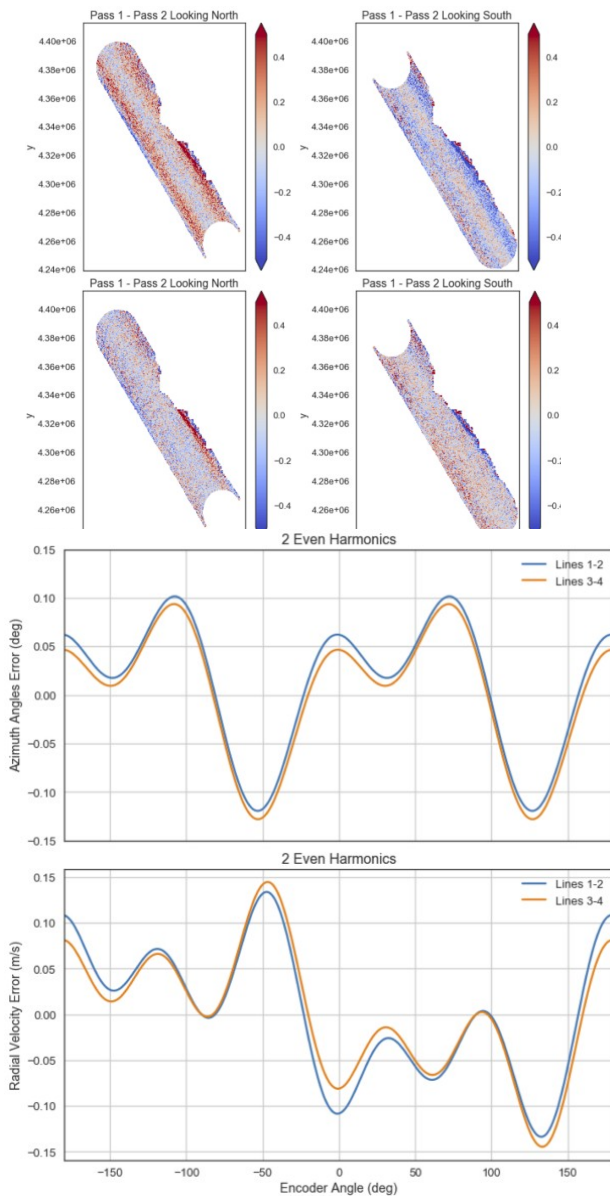 Pass 1 - Pass 2 Looking North
Pass 1 - Pass 2 Looking South
4.40e+06
4.38e+06
4.36e+06
4.34e+06
4.32e+06
4.30e+06
4.28e+06
4.26e+06
4.24e+06
y
0.4
0.2
0.0
−0.2
−0.4
4.40e+06
4.38e+06
4.36e+06
4.34e+06
4.32e+06
4.30e+06
4.28e+06
4.26e+06
4.24e+06
y
0.4
0.2
0.0
−0.2
−0.4
Pass 1 - Pass 2 Looking North
Pass 1 - Pass 2 Looking South
4.40e+06
4.38e+06
4.36e+06
4.34e+06
4.32e+06
4.30e+06
4.28e+06
4.26e+06
y
0.4
0.2
0.0
−0.2
−0.4
4.40e+06
4.38e+06
4.36e+06
4.34e+06
4.32e+06
4.30e+06
4.28e+06
4.26e+06
y
0.4
0.2
0.0
−0.2
−0.4
2 Even Harmonics
Lines 1-2
Lines 3-4
0.15
0.10
0.05
0.00
−0.05
−0.10
−0.15
Azimuth Angles Error (deg)
2 Even Harmonics
Lines 1-2
Lines 3-4
0.15
0.10
0.05
0.00
−0.05
−0.10
−0.15
Radial Velocity Error (m/s)
−150
−100
−50
0
50
100
150
Encoder Angle (deg)